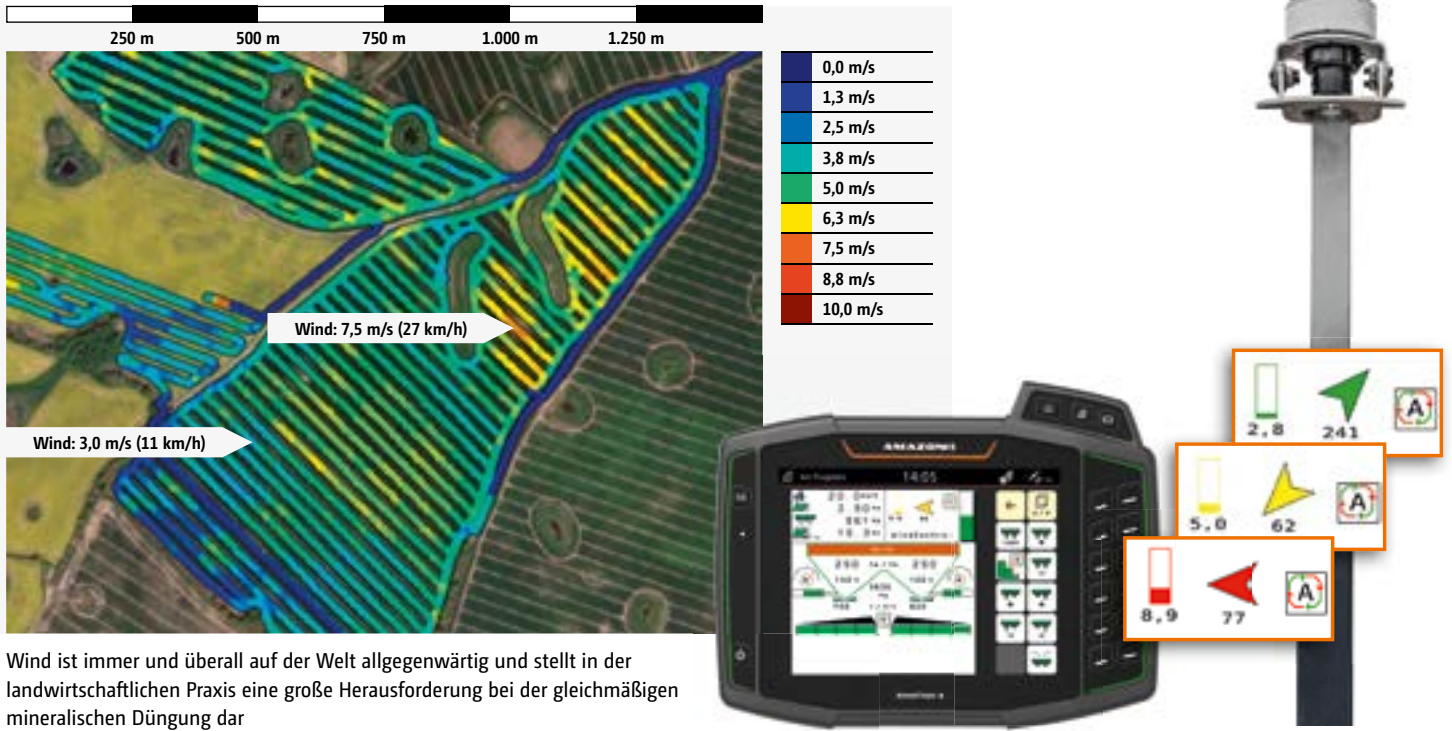 250 m 500 m 750 m 1.000 m 1.250 m
0,0 m/s
1,3 m/s
2,5 m/s
3,8 m/s
5,0 m/s
6,3 m/s
7,5 m/s
8,8 m/s
10,0 m/s
Wind: 7,5 m/s (27 km/h)
Wind: 3,0 m/s (11 km/h)
2,8 241 A
5,0 62 A
8,9 77 A
AMAZONE
14:05
250 250
Wind ist immer und überall auf der Welt allgegenwärtig und stellt in der
landwirtschaftlichen Praxis eine große Herausforderung bei der gleichmäßigen
mineralischen Düngung dar